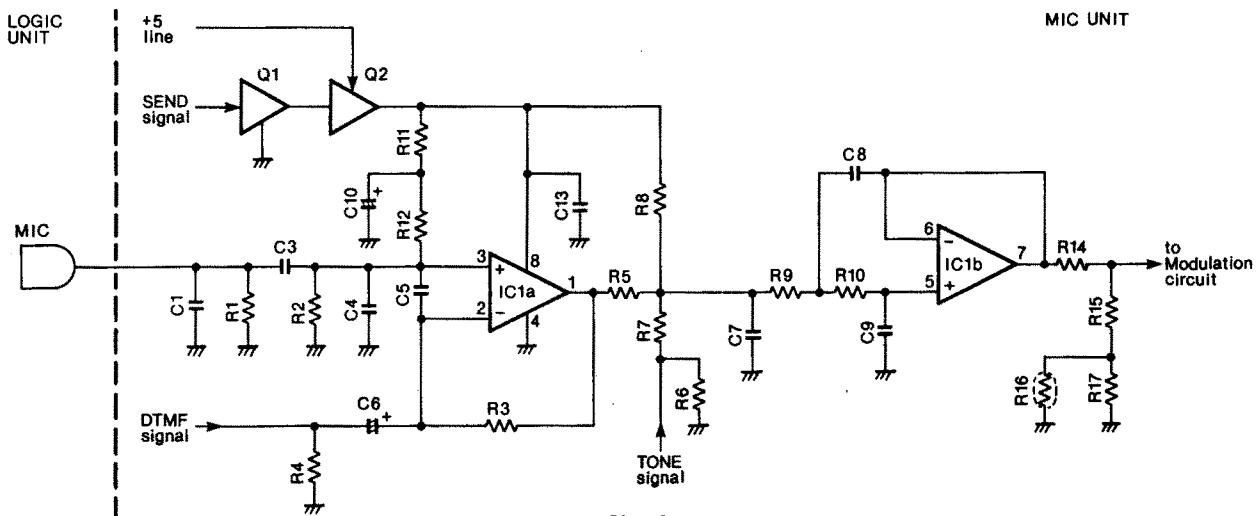 LOGIC
UNIT
+5
line
MIC UNIT
Q1
Q2
SEND
signal
R11
C10
+
R12
C13
R8
C8
MIC
C3
3
+
8
IC1a
1
2
-
4
R5
R9
R10
6
-
IC1b
7
5
+
R14
to
Modulation
circuit
C1
R1
R2
C4
C5
R7
C7
C9
R15
R16
R17
R6
DTMF
signal
C6
+
R3
R4
TONE
signal